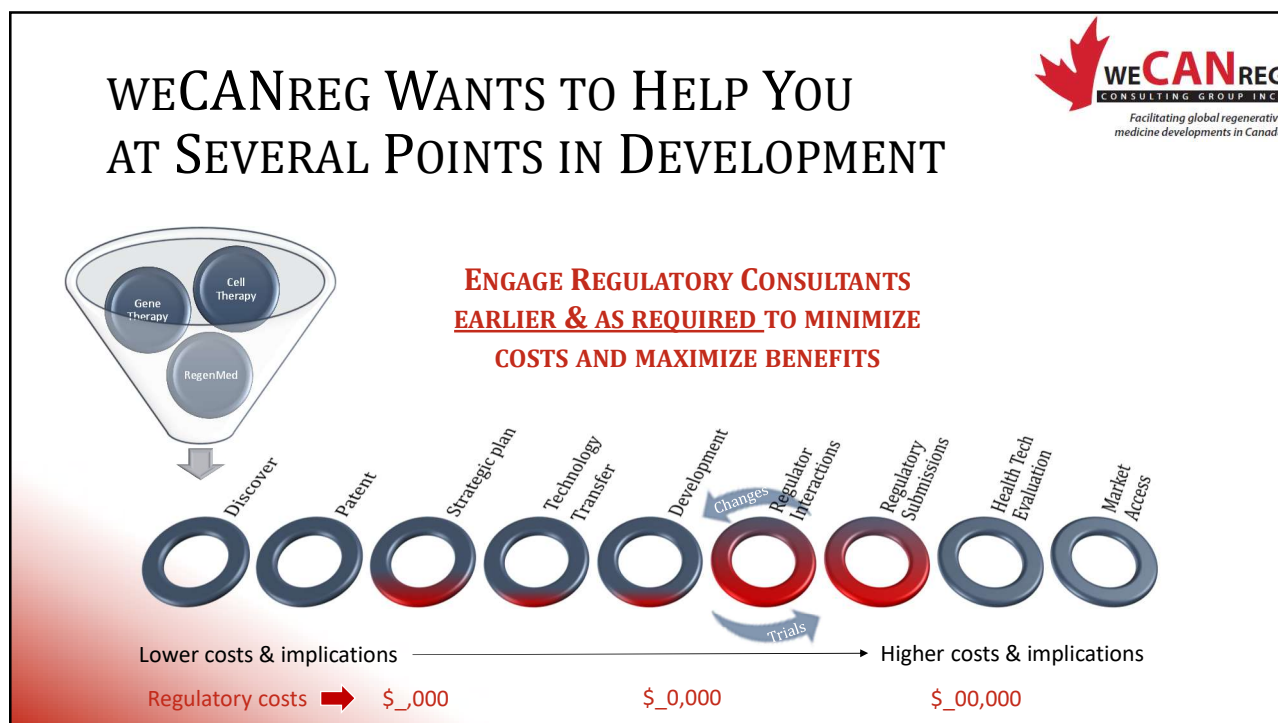 WECANREG WANTS TO HELP YOU
AT SEVERAL POINTS IN DEVELOPMENT
WECANREG
CONSULTING GROUP INC
Facilitating global regenerativ
medicine developments in Canada
Gene
Therapy
Cell
Therapy
RegenMed
ENGAGE REGULATORY CONSULTANTS
EARLIER & AS REQUIRED TO MINIMIZE
COSTS AND MAXIMIZE BENEFITS
Discover
Patent
Strategic plan
Technology
Transfer
Development
Changes
Regulator
Interactions
Regulatory
Submissions
Health Tech
Evaluation
Market
Access
Trials
Lower costs & implications
Higher costs & implications
Regulatory costs
$_,000
$_0,000
$_00,000